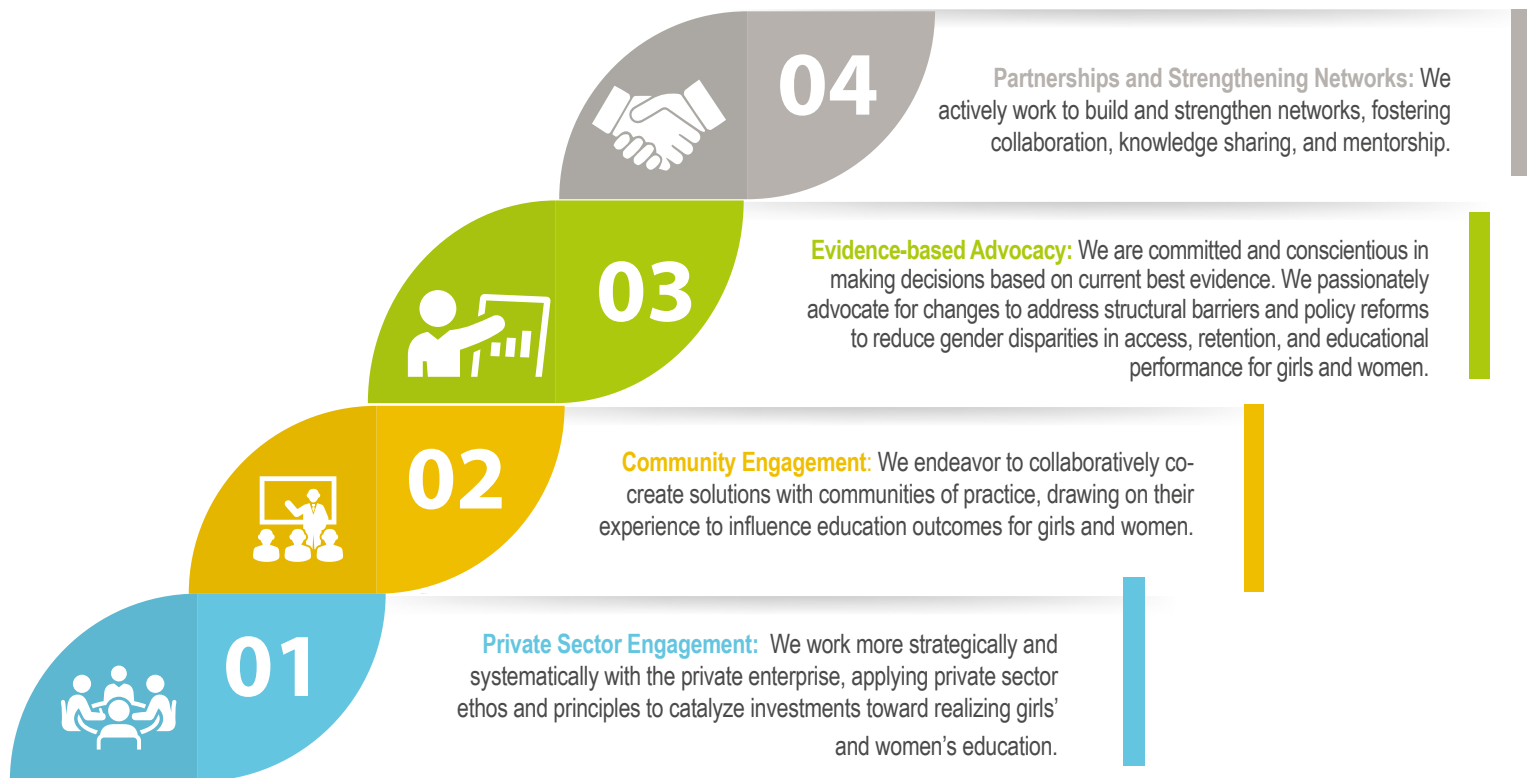 04
Partnerships and Strengthening Networks: We
actively work to build and strengthen networks, fostering
collaboration, knowledge sharing, and mentorship.
03
Evidence-based Advocacy: We are committed and conscientious in
making decisions based on current best evidence. We passionately
advocate for changes to address structural barriers and policy reforms
to reduce gender disparities in access, retention, and educational
performance for girls and women.
02
Community Engagement: We endeavor to collaboratively co-
create solutions with communities of practice, drawing on their
experience to influence education outcomes for girls and women.
01
Private Sector Engagement: We work more strategically and
systematically with the private enterprise, applying private sector
ethos and principles to catalyze investments toward realizing girls’
and women’s education.